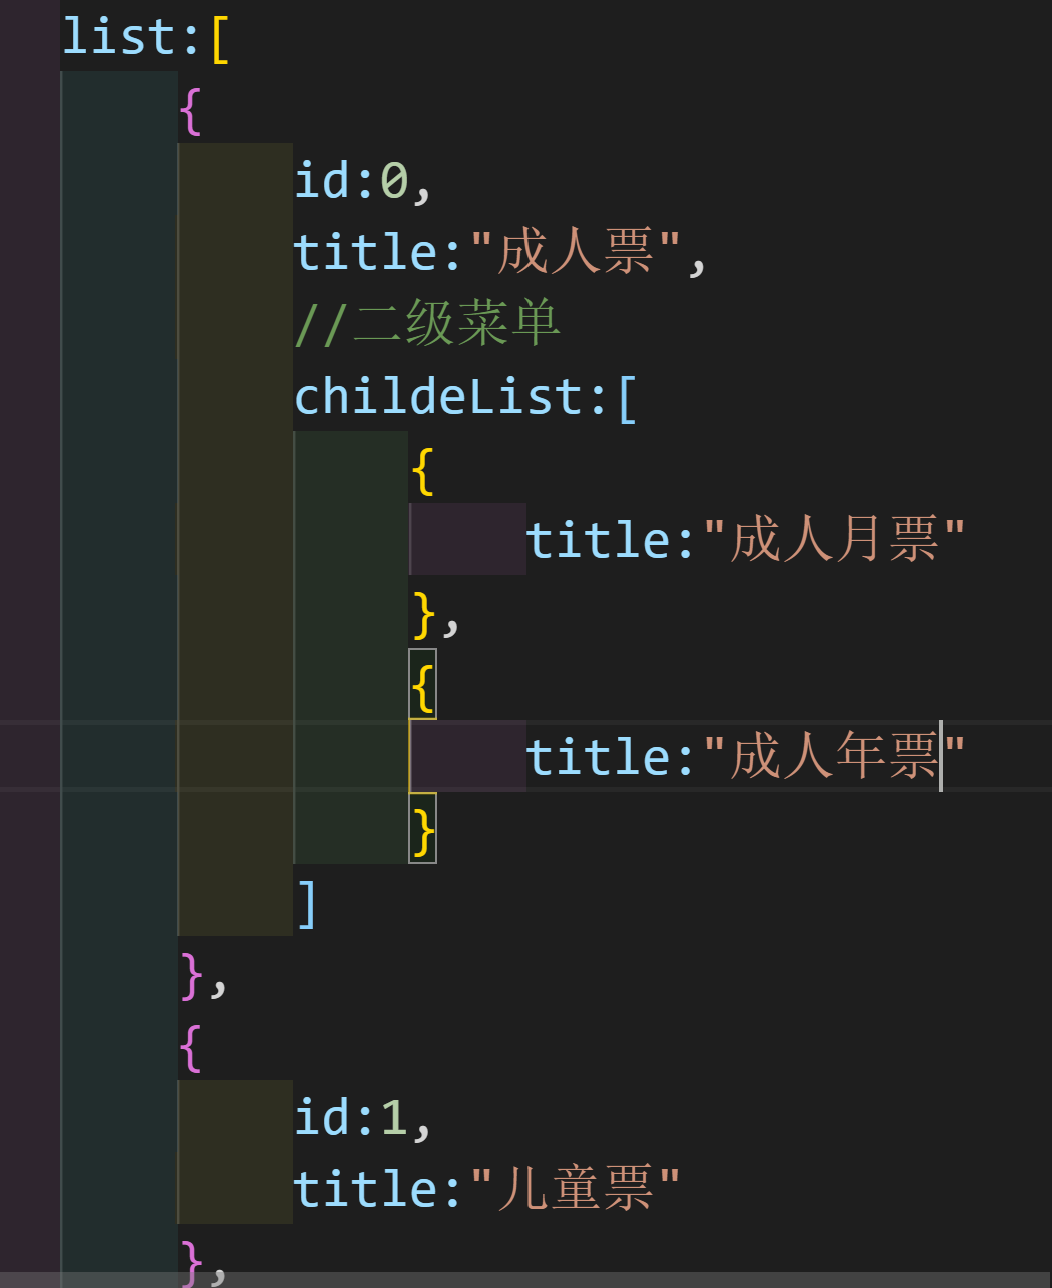 list:[
{
id:0,
title:"成人票",
//二级菜单
childeList:[
{
title:"成人月票"
},
{
title:"成人年票"
}
]
},
{
id:1,
title:"儿童票"
},